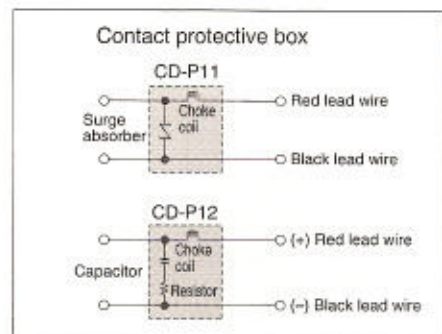 Contact protective box
CD-P11
Choke
coil
Surge
absorber
Red lead wire
Black lead wire
CD-P12
Choke
coil
Capacitor
Resistor
(+) Red lead wire
(−) Black lead wire